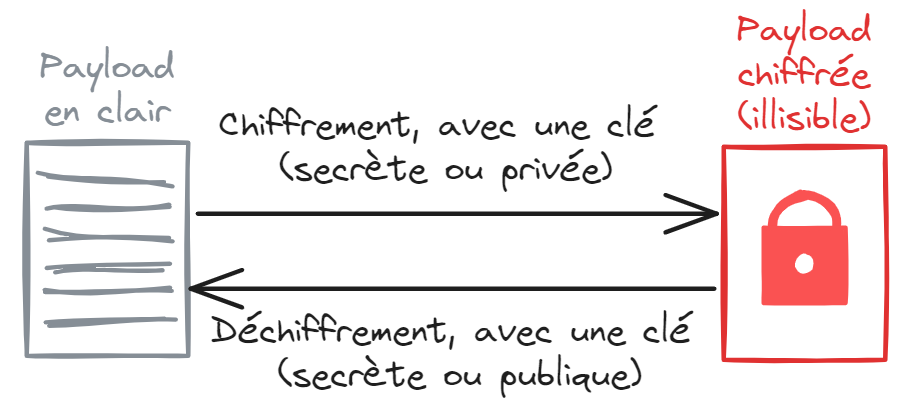 Payload
en clair
Chiffrement, avec une clé
(secrète ou privée)
Payload
chiffrée
(illisible)
Déchiffrement, avec une clé
(secrète ou publique)